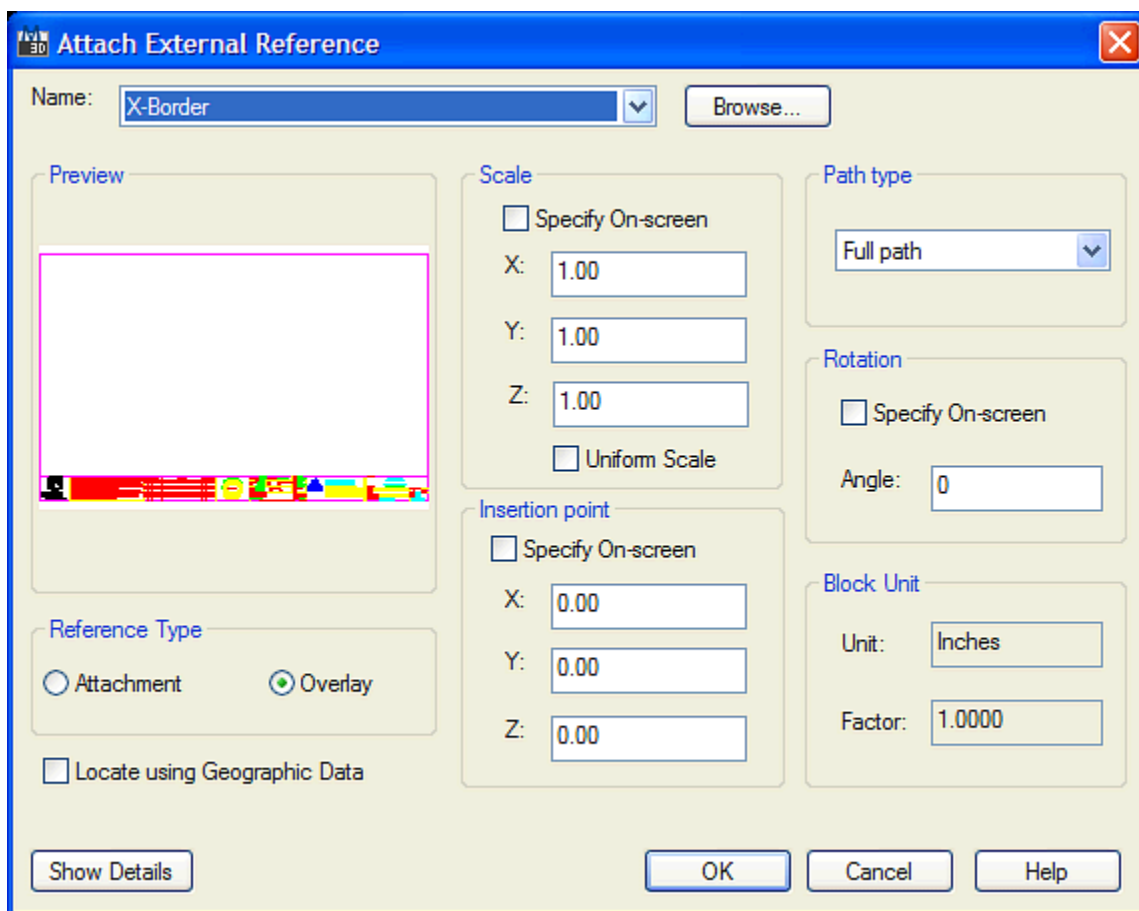 Attach External Reference
Name: X-Border Browse...
Preview
Scale
Specify On-screen
X: 1.00
Y: 1.00
Z: 1.00
Uniform Scale
Path type
Full path
Rotation
Specify On-screen
Angle: 0
Insertion point
Specify On-screen
X: 0.00
Y: 0.00
Z: 0.00
Block Unit
Unit: Inches
Factor: 1.0000
Reference Type
Attachment Overlay
Locate using Geographic Data
Show Details OK Cancel Help